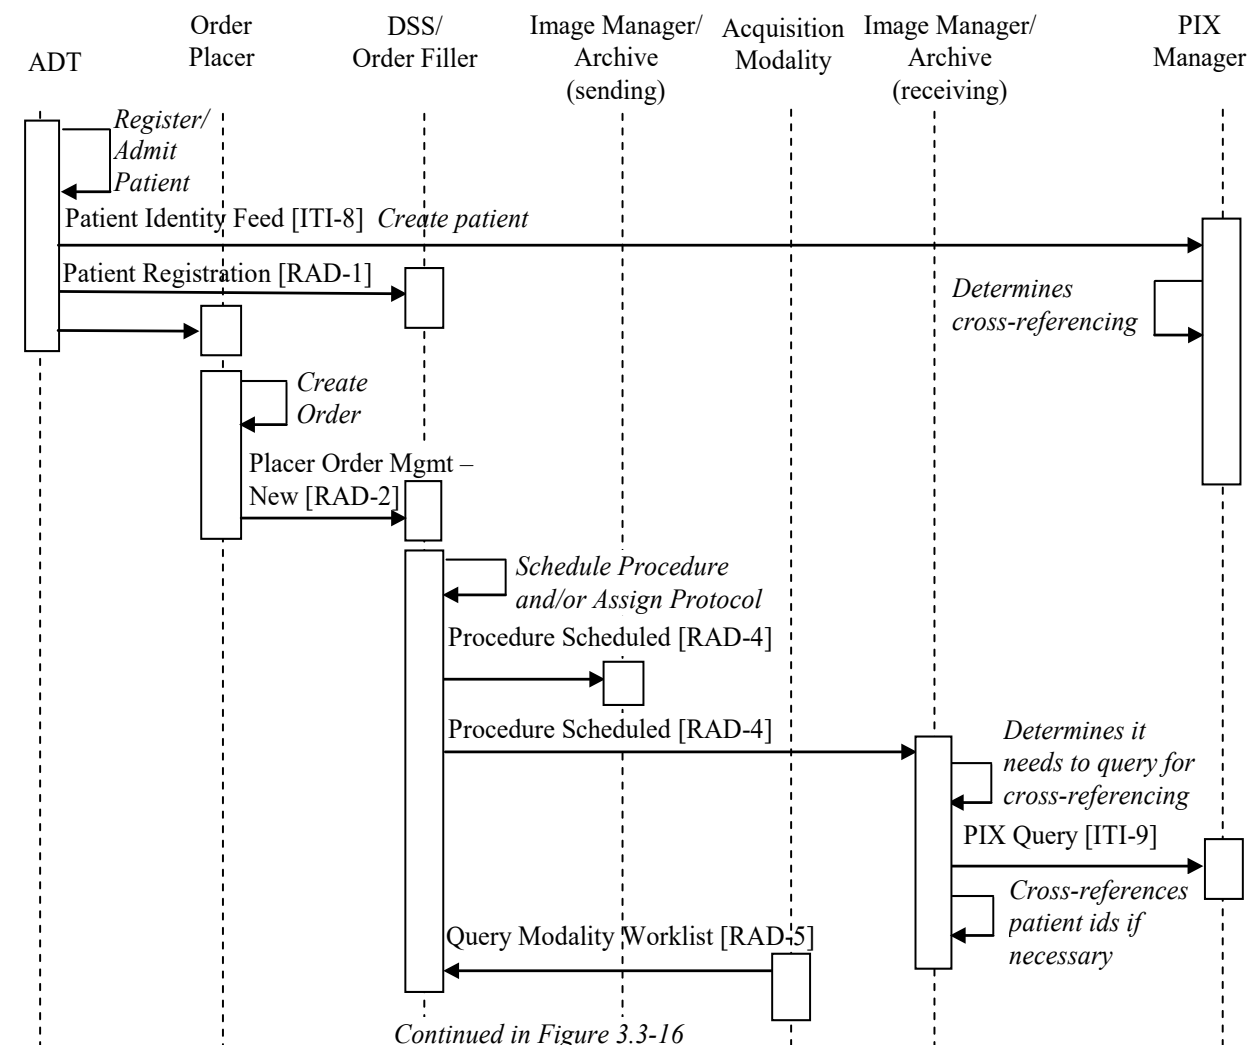 ADT
Order
Placer
DSS/
Order Filler
Image Manager/
Archive
(sending)
Acquisition
Modality
Image Manager/
Archive
(receiving)
PIX
Manager
Register/
Admit
Patient
Patient Identity Feed [ITI-8] Create patient
Patient Registration [RAD-1]
Determines
cross-referencing
Create
Order
Placer Order Mgmt –
New [RAD-2]
Schedule Procedure
and/or Assign Protocol
Procedure Scheduled [RAD-4]
Procedure Scheduled [RAD-4]
Determines it
needs to query for
cross-referencing
PIX Query [ITI-9]
Cross-references
patient ids if
necessary
Query Modality Worklist [RAD-5]
Continued in Figure 3.3-16